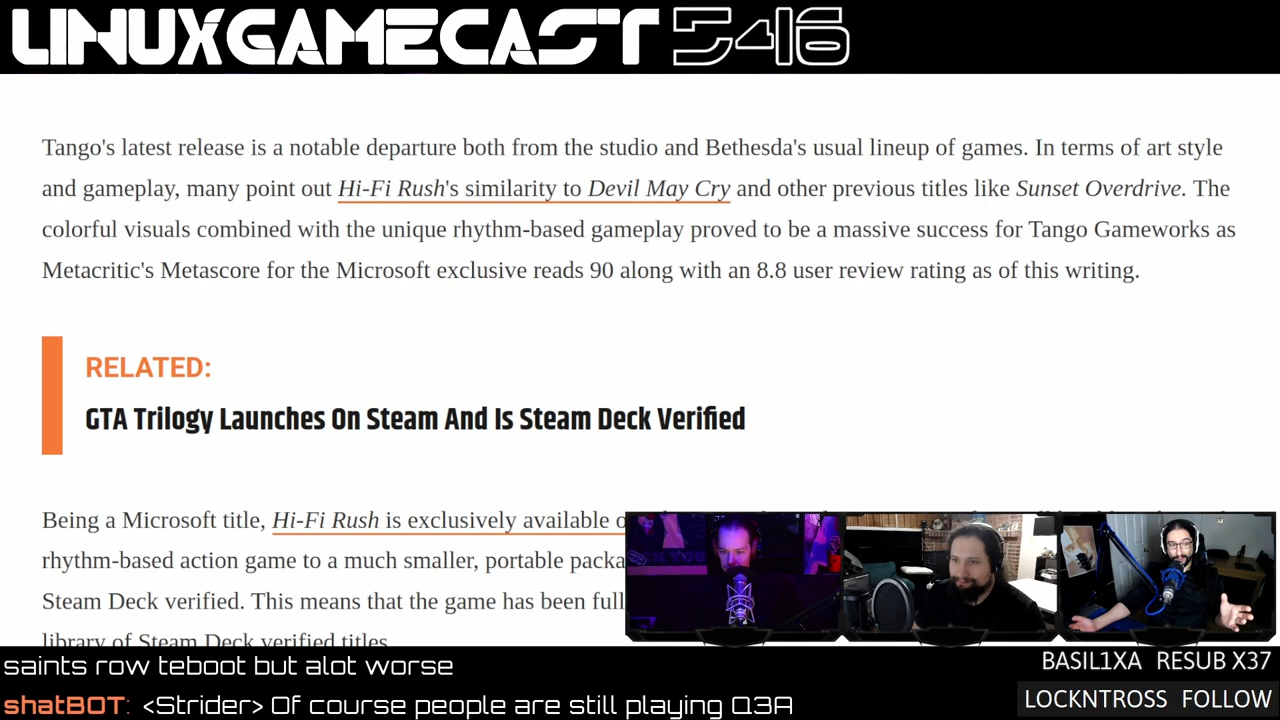 LINUXGAMECAST 546
Tango's latest release is a notable departure both from the studio and Bethesda's usual lineup of games. In terms of art style
and gameplay, many point out Hi-Fi Rush's similarity to Devil May Cry and other previous titles like Sunset Overdrive. The
colorful visuals combined with the unique rhythm-based gameplay proved to be a massive success for Tango Gameworks as
Metacritic's Metascore for the Microsoft exclusive reads 90 along with an 8.8 user review rating as of this writing.
RELATED:
GTA Trilogy Launches On Steam And Is Steam Deck Verified
Being a Microsoft title, Hi-Fi Rush is exclusively available o
rhythm-based action game to a much smaller, portable packa
Steam Deck verified. This means that the game has been full
library of Steam Deck verified titles.
saints row teboot but alot worse
shatBOT: <Strider> Of course people are still playing Q3A
BASIL1XA RESUB X37
LOCKNTROSS FOLLOW